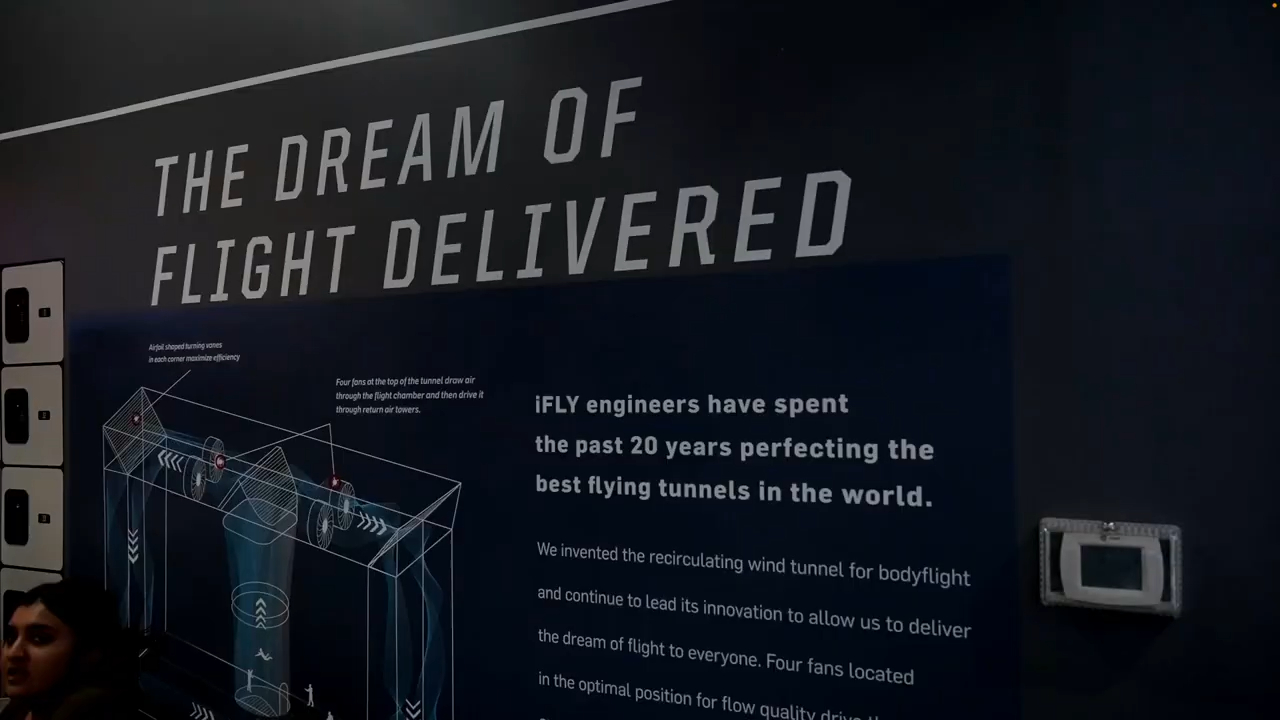 THE DREAM OF
FLIGHT DELIVERED
Airfoil shaped turning vanes
in each corner maximize efficiency
Four fans at the top of the tunnel draw air
through the flight chamber and then drive it
through return air towers.
iFLY engineers have spent
the past 20 years perfecting the
best flying tunnels in the world.
We invented the recirculating wind tunnel for bodyflight
and continue to lead its innovation to allow us to deliver
the dream of flight to everyone. Four fans located
in the optimal position for flow quality drive